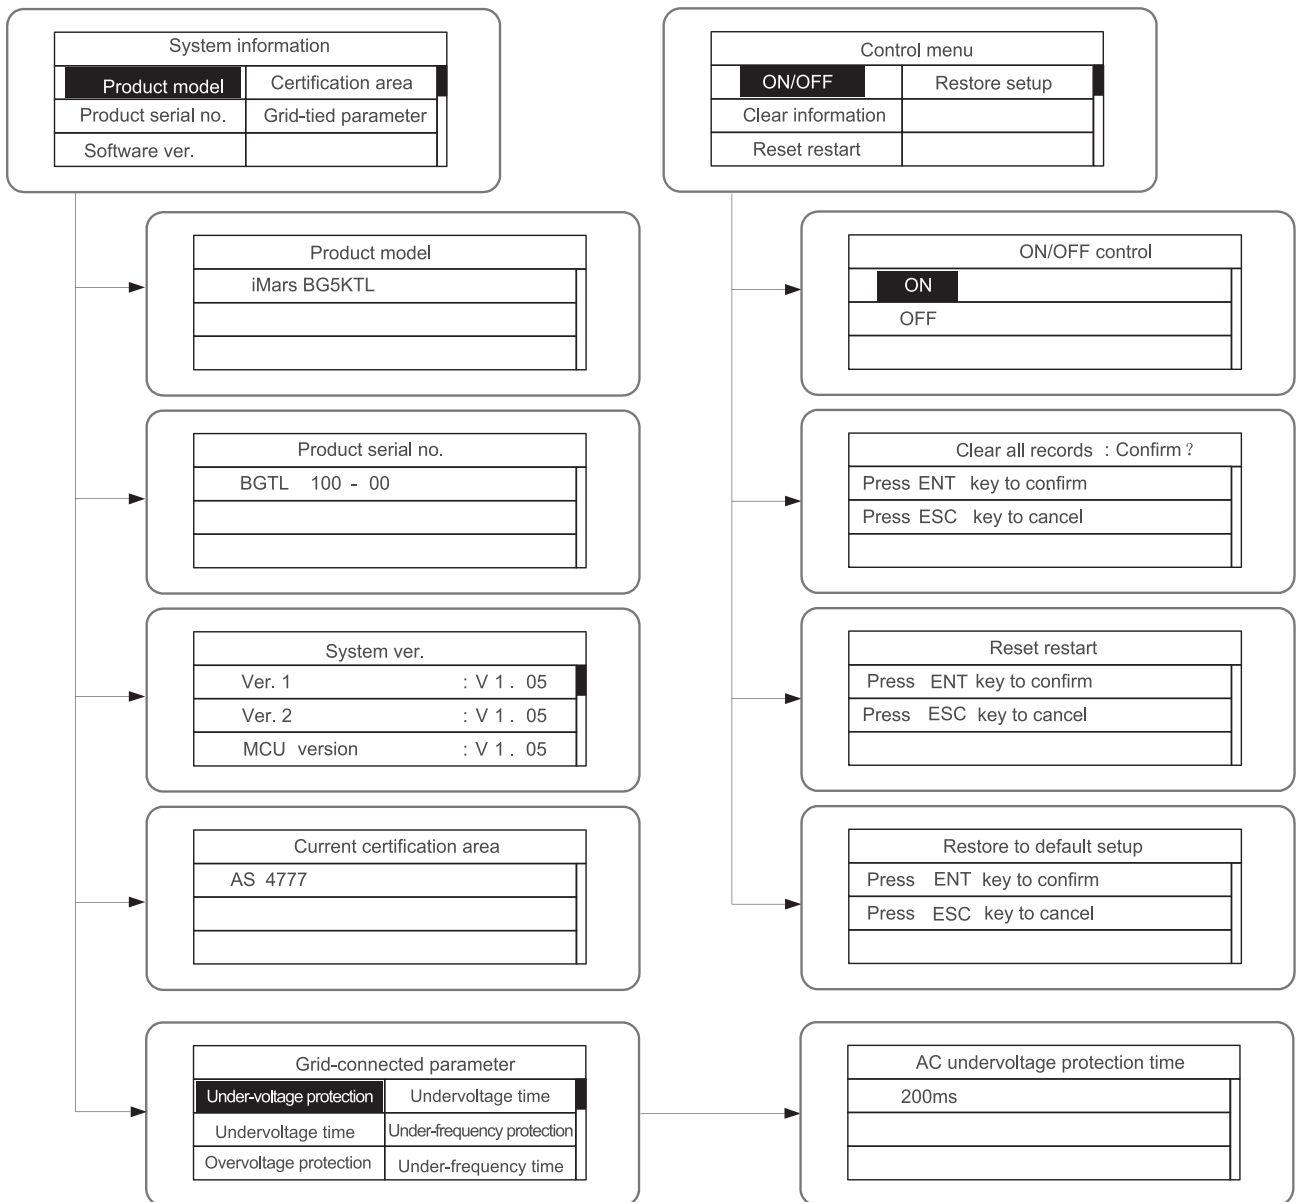 System information
Product model Certification area
Product serial no. Grid-tied parameter
Software ver.
Control menu
ON/OFF Restore setup
Clear information
Reset restart
Product model
iMars BG5KTL
ON/OFF control
ON
OFF
Product serial no.
BGTL 100 - 00
Clear all records : Confirm ?
Press ENT key to confirm
Press ESC key to cancel
System ver.
Ver. 1 : V 1 . 05
Ver. 2 : V 1 . 05
MCU version : V 1 . 05
Reset restart
Press ENT key to confirm
Press ESC key to cancel
Current certification area
AS 4777
Restore to default setup
Press ENT key to confirm
Press ESC key to cancel
Grid-connected parameter
Under-voltage protection Undervoltage time
Undervoltage time Under-frequency protection
Overvoltage protection Under-frequency time
AC undervoltage protection time
200ms